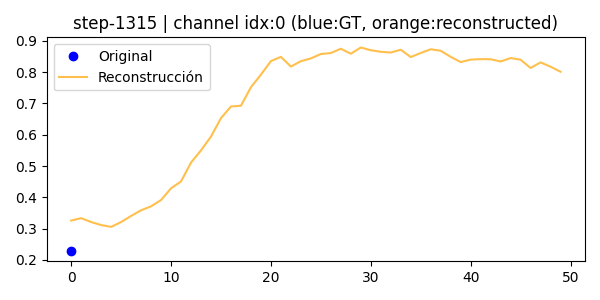 step-1315 | channel idx:0 (blue:GT, orange:reconstructed)
Original
Reconstrucción
0.9
0.8
0.7
0.6
0.5
0.4
0.3
0.2
0 10 20 30 40 50